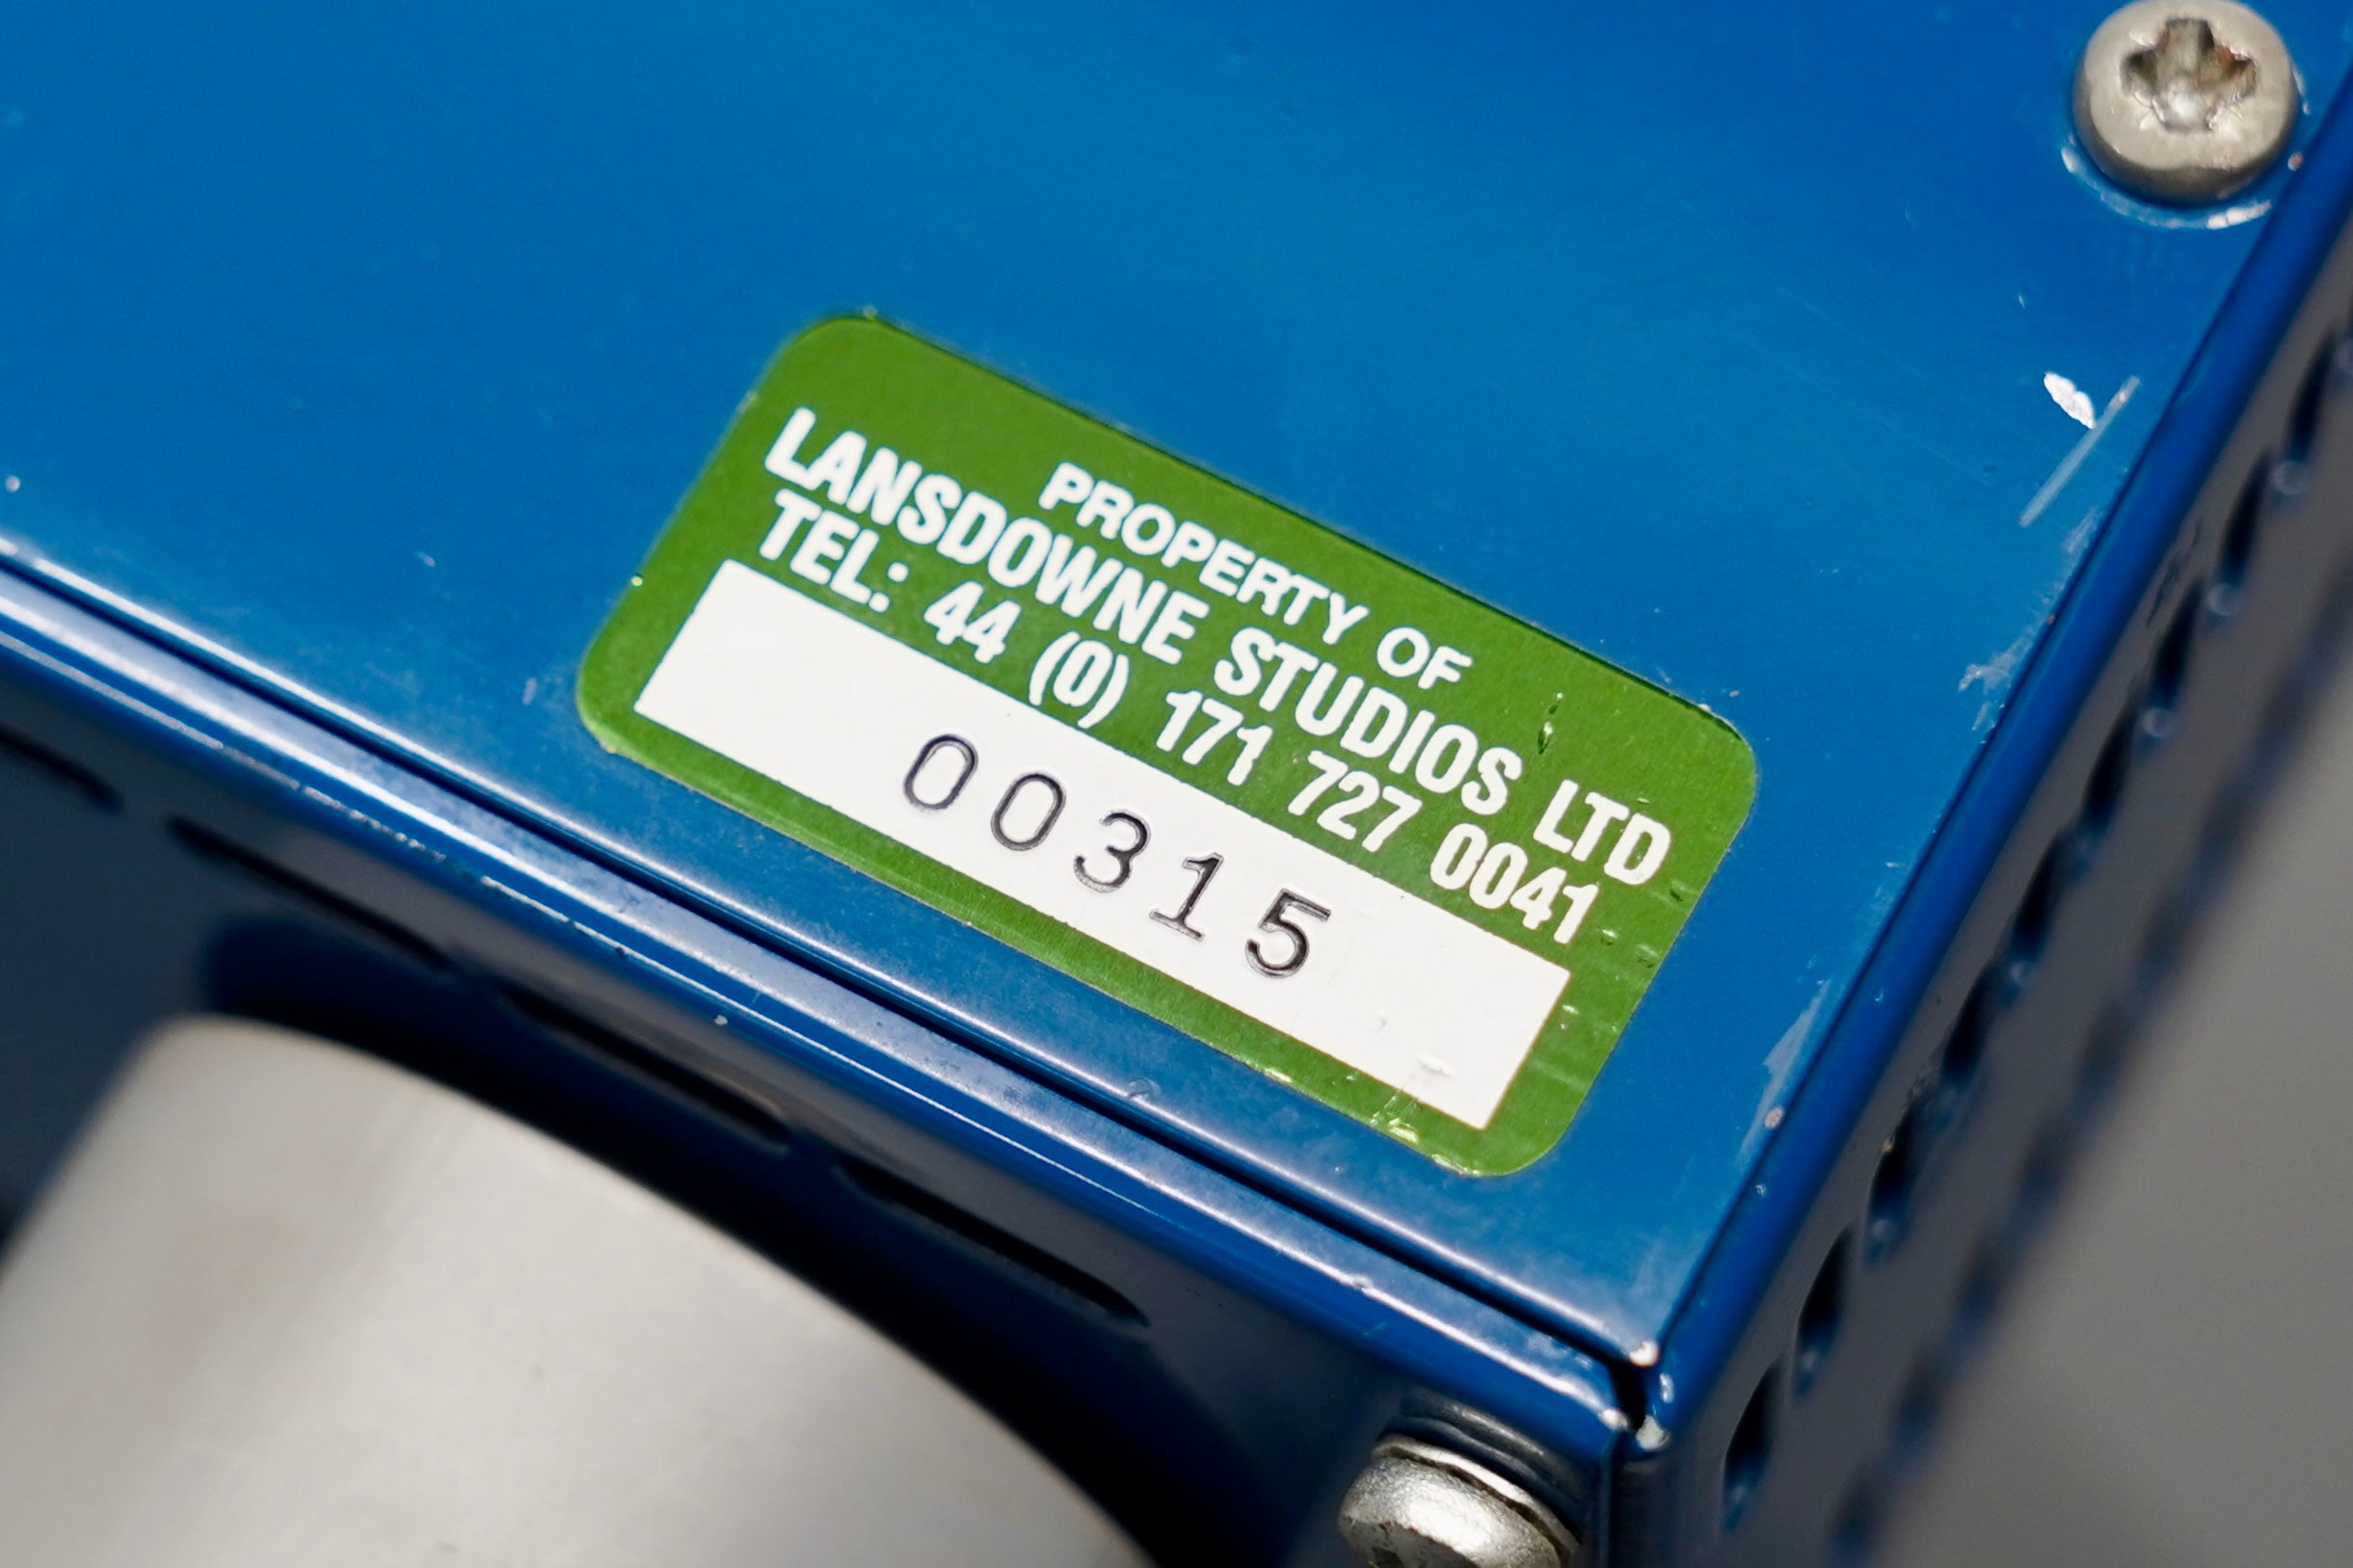 PROPERTY OF
LANSDOWNE STUDIOS LTD
TEL: 44 (0) 171 727 0041
00315